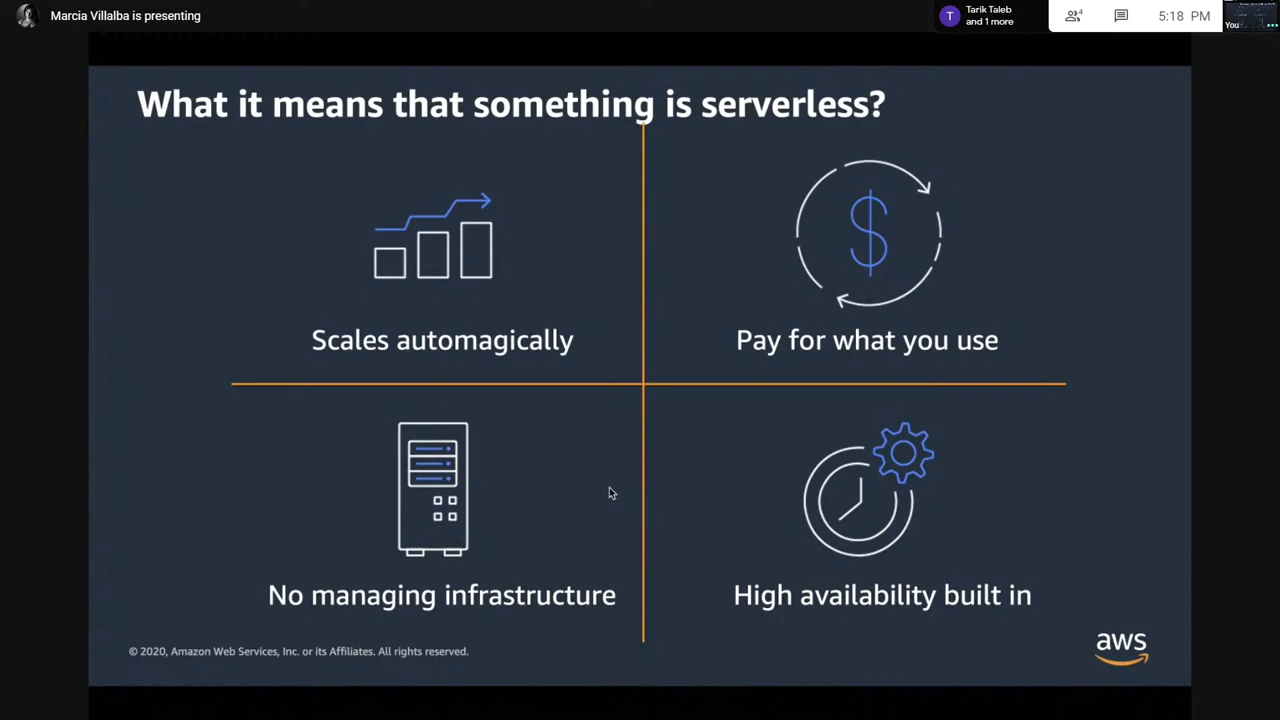 Marcia Villalba is presenting
T
Tarik Taleb
and 1 more
4
5:18 PM
You
What it means that something is serverless?
Scales automagically
Pay for what you use
No managing infrastructure
High availability built in
© 2020, Amazon Web Services, Inc. or its Affiliates. All rights reserved.
aws